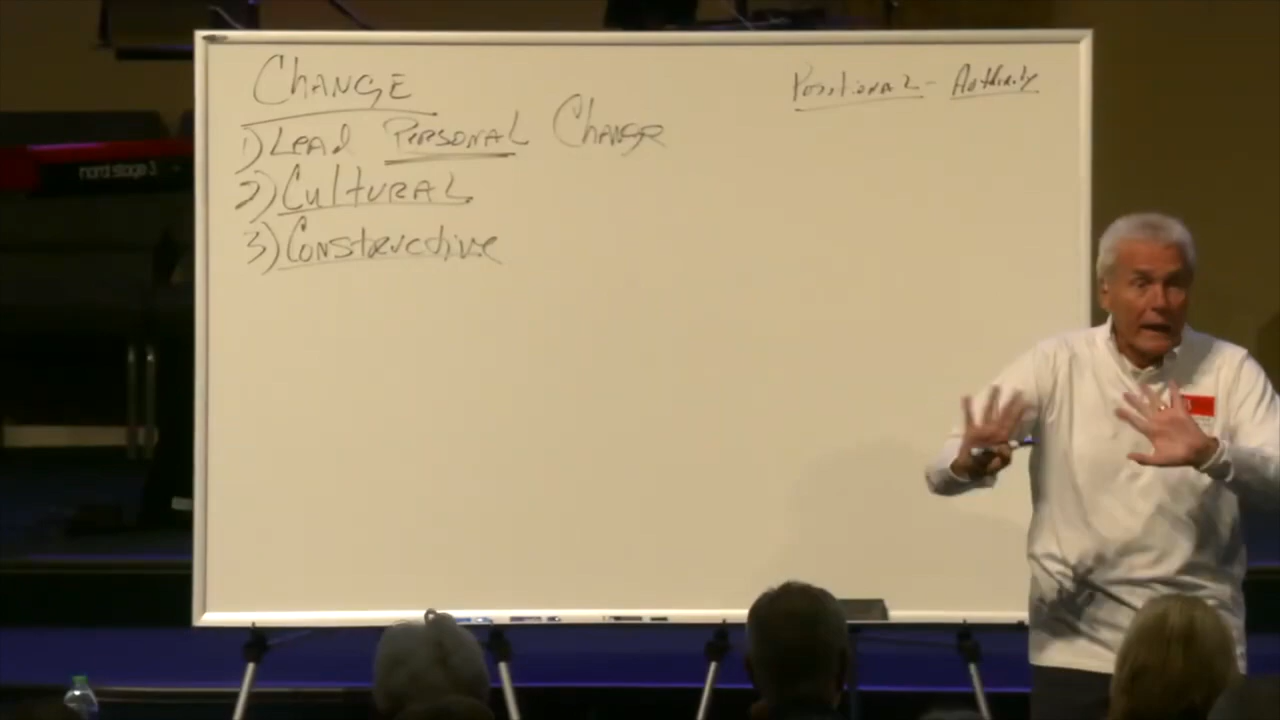 CHANGE
1) Lead PERSONAL CHANGE
2) CULTURAL
3) Constructive
Positional - Authority
nord stage 3